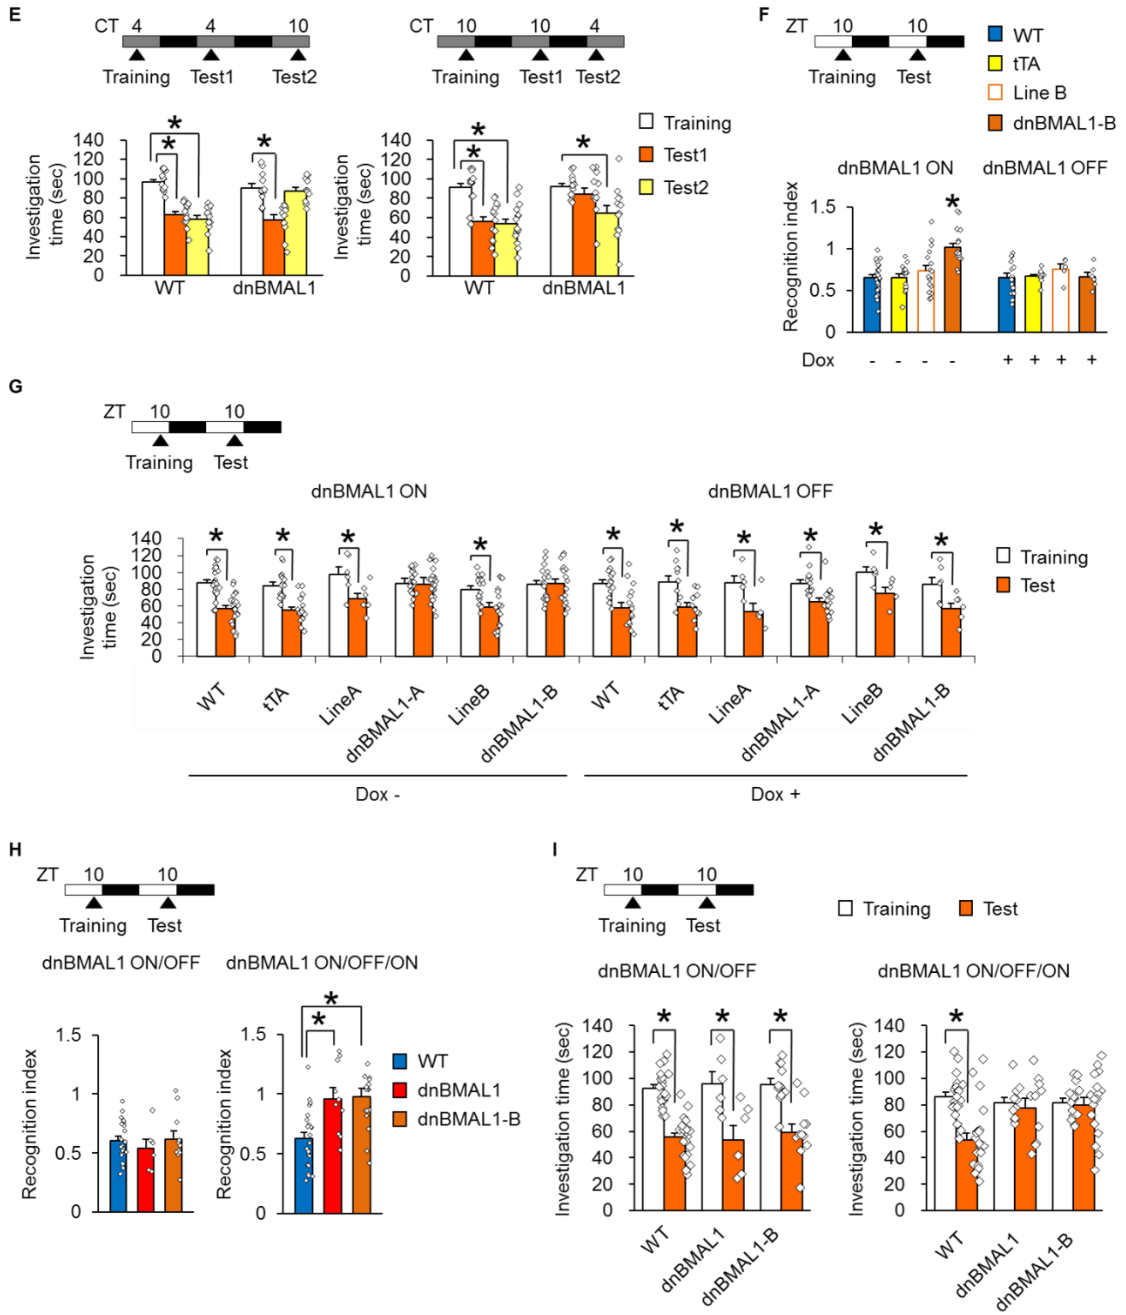 E
CT 4 4 10
Training Test1 Test2
CT 10 10 4
Training Test1 Test2
Investigation time (sec)
140
120
100
80
60
40
20
0
* * *
WT dnBMAL1
Investigation time (sec)
140
120
100
80
60
40
20
0
* * *
WT dnBMAL1
Training
Test1
Test2
F
ZT 10 10
Training Test
WT
tTA
Line B
dnBMAL1-B
dnBMAL1 ON dnBMAL1 OFF
Recognition index
1.5
1
0.5
0
*
Dox - - - - + + + +
G
ZT 10 10
Training Test
dnBMAL1 ON dnBMAL1 OFF
Investigation time (sec)
140
120
100
80
60
40
20
0
* * * * * * * * * *
Training
Test
WT tTA LineA dnBMAL1-A LineB dnBMAL1-B WT tTA LineA dnBMAL1-A LineB dnBMAL1-B
Dox - Dox +
H
ZT 10 10
Training Test
dnBMAL1 ON/OFF dnBMAL1 ON/OFF/ON
Recognition index
1.5
1
0.5
0
Recognition index
1.5
1
0.5
0
* *
WT
dnBMAL1
dnBMAL1-B
I
ZT 10 10
Training Test
Training Test
dnBMAL1 ON/OFF dnBMAL1 ON/OFF/ON
Investigation time (sec)
140
120
100
80
60
40
20
0
* * *
WT dnBMAL1 dnBMAL1-B
Investigation time (sec)
140
120
100
80
60
40
20
0
*
WT dnBMAL1 dnBMAL1-B